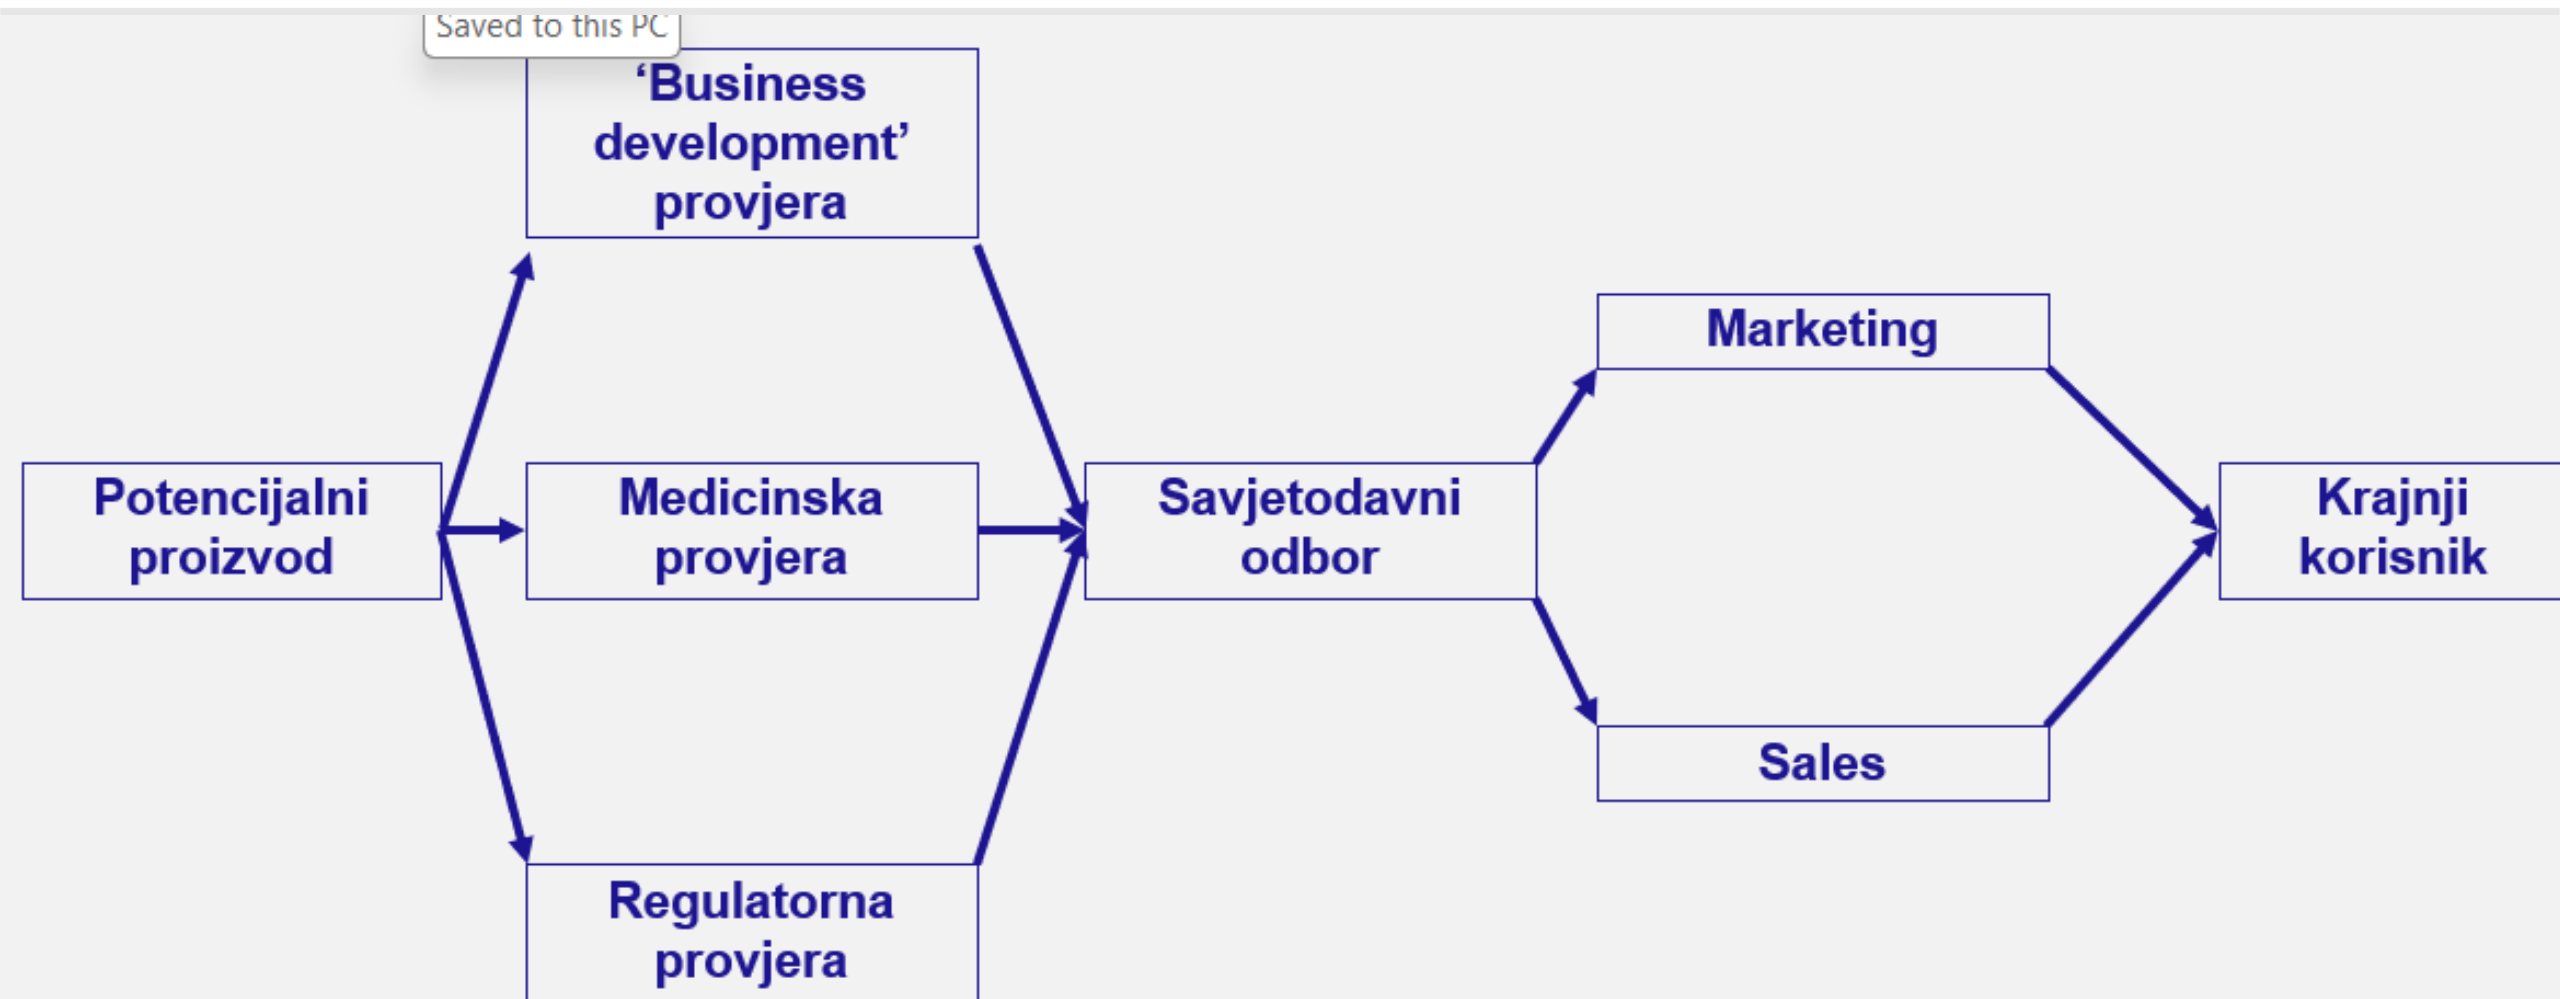 Saved to this PC
‘Business
development’
provjera
Potencijalni
proizvod
Medicinska
provjera
Regulatorna
provjera
Savjetodavni
odbor
Marketing
Sales
Krajnji
korisnik